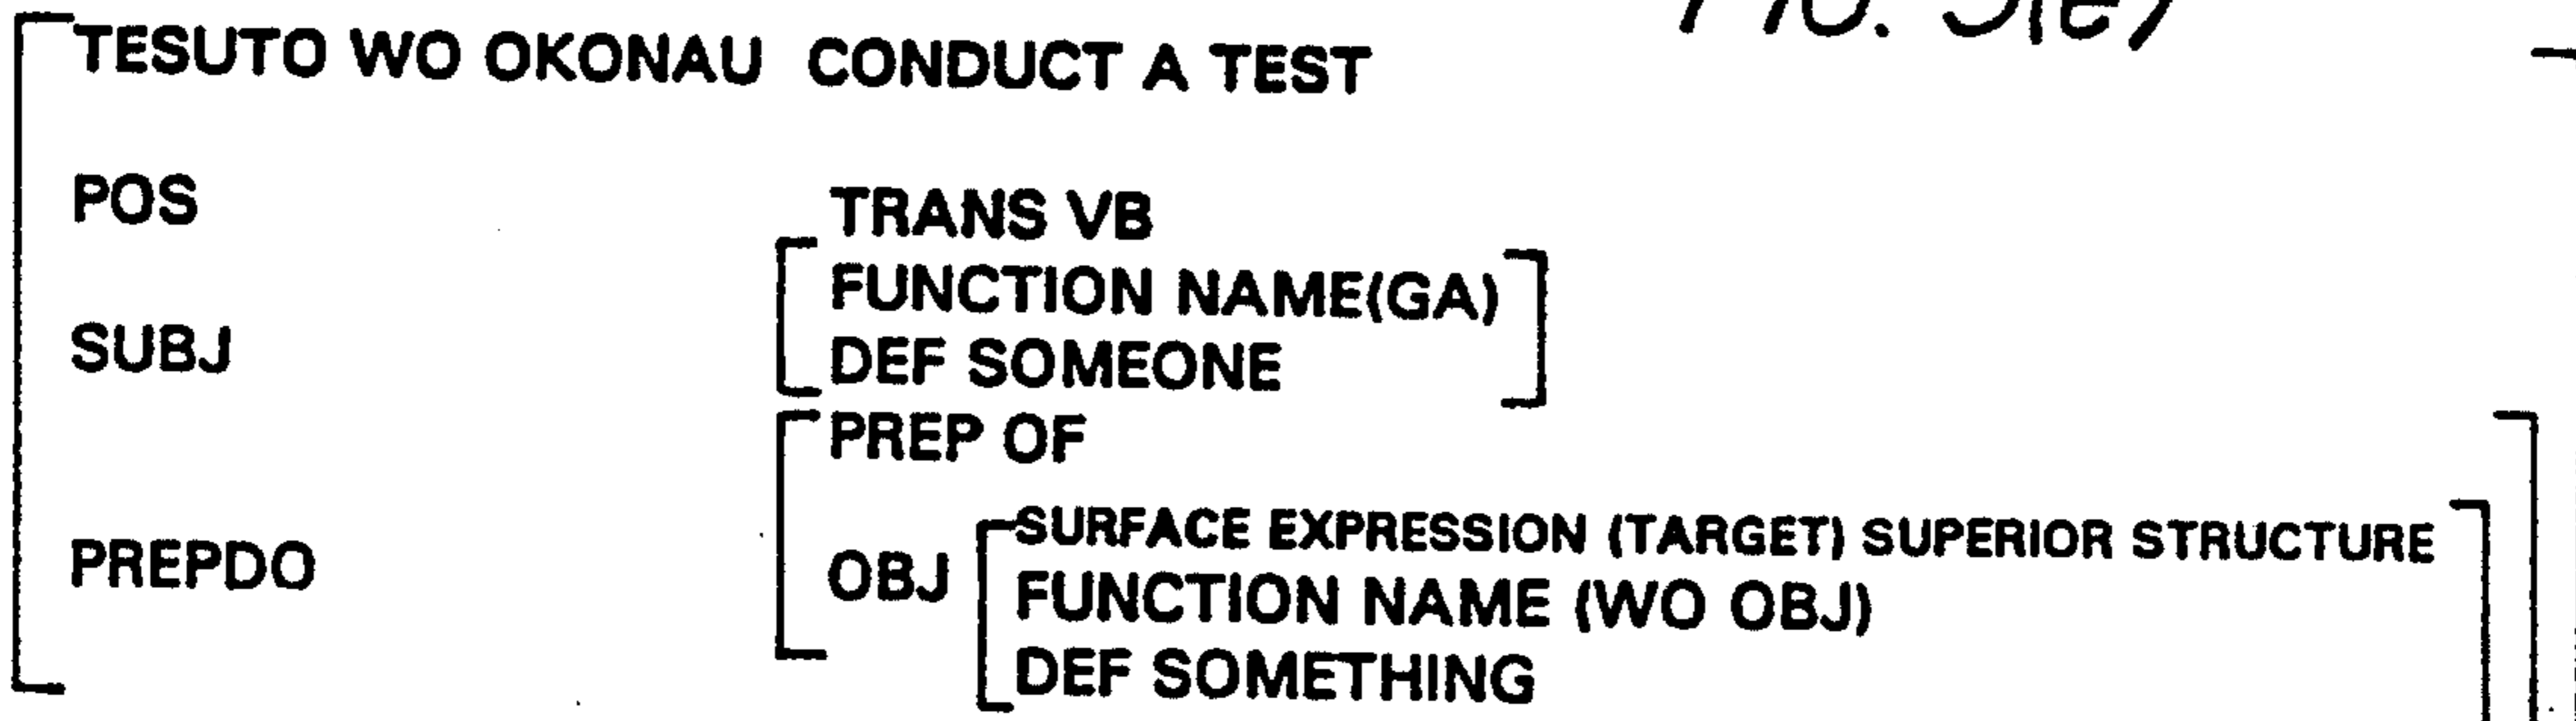 TESUTO WO OKONAU CONDUCT A TEST
POS
TRANS VB
SUBJ
FUNCTION NAME(GA)
DEF SOMEONE
PREPDO
PREP OF
OBJ
SURFACE EXPRESSION (TARGET) SUPERIOR STRUCTURE
FUNCTION NAME (WO OBJ)
DEF SOMETHING